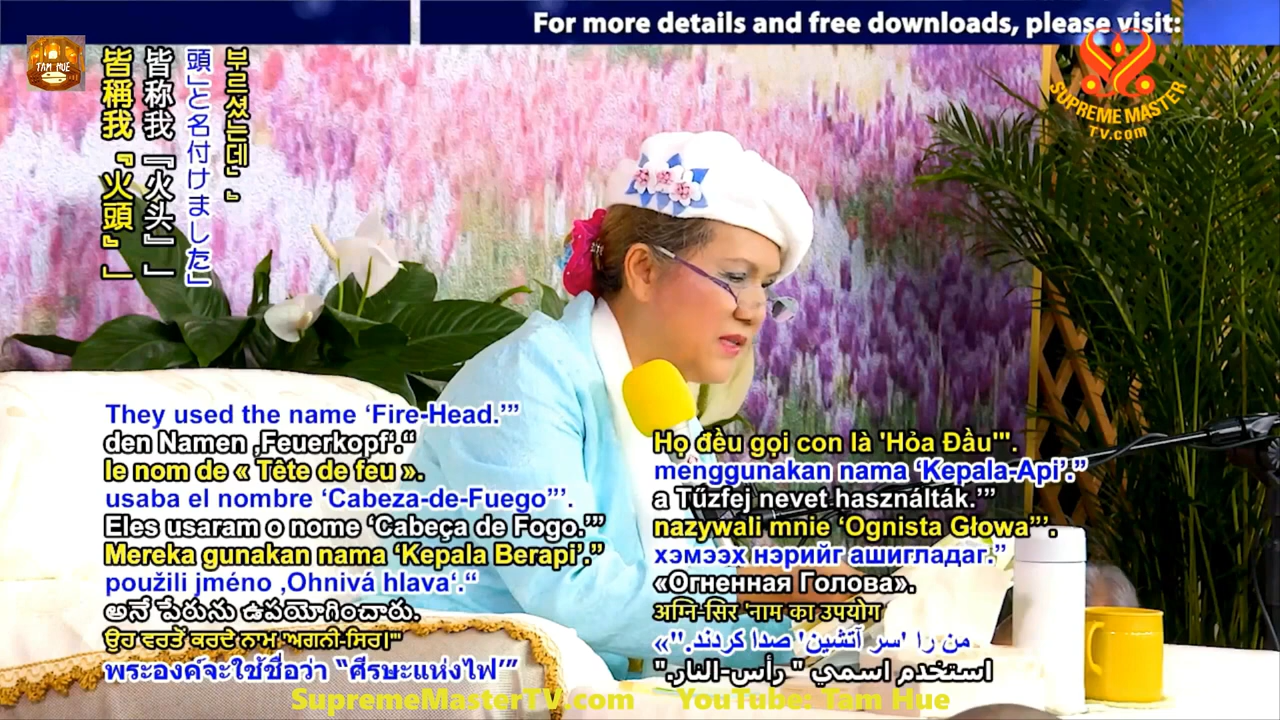 For more details and free downloads, please visit:
TAM HUE
SUPREME MASTER
TV.com
부르셨는데』
頭」と名付けました」
皆称我『火头』」
皆稱我『火頭』」
They used the name ‘Fire-Head.’”
den Namen ‚Feuerkopf‘.“
le nom de « Tête de feu ».
usaba el nombre ‘Cabeza-de-Fuego”’.
Eles usaram o nome ‘Cabeça de Fogo.’”
Mereka gunakan nama ‘Kepala Berapi’.”
použili jméno ‚Ohnivá hlava‘.“
అనే పేరును ఉపయోగించారు.
ਉਹ ਵਰਤੋਂ ਕਰਦੇ ਨਾਮ 'ਅਗਨੀ-ਸਿਰ।'"
พระองค์จะใช้ชื่อว่า “ศีรษะแห่งไฟ’”
Họ đều gọi con là 'Hỏa Đầu'".
menggunakan nama ‘Kepala-Api’.”
a Tűzfej nevet használták.’”
nazywali mnie ‘Ognista Głowa”’.
хэмээх нэрийг ашигладаг.”
«Огненная Голова».
अग्नि-सिर 'नाम का उपयोग
من را 'سر آتشین' صدا کردند.'"»
استخدم اسمي " رأس-النار."
SupremeMasterTV.com YouTube: Tam Hue